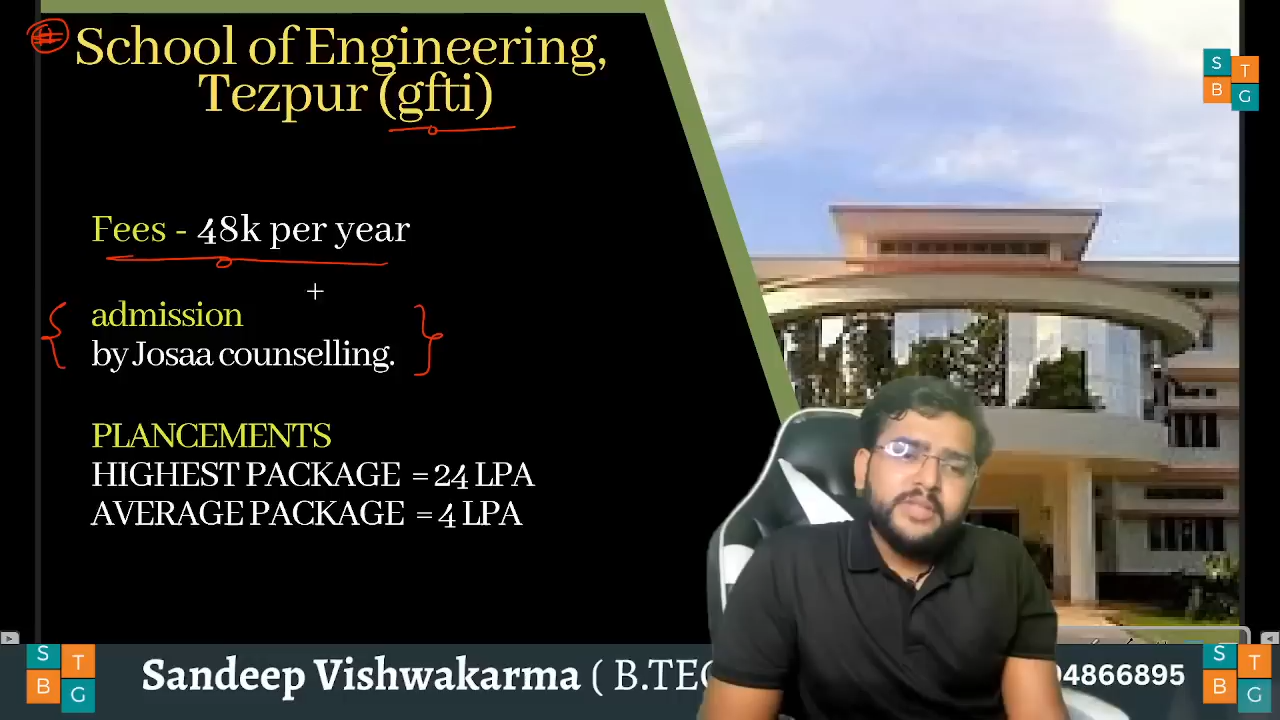 School of Engineering,
Tezpur (gfti)
Fees - 48k per year
+
admission
by Josaa counselling.
PLANCEMENTS
HIGHEST PACKAGE = 24 LPA
AVERAGE PACKAGE = 4 LPA
S T
B G
S T
B G
Sandeep Vishwakarma ( B.TEC
04866895
S T
B G